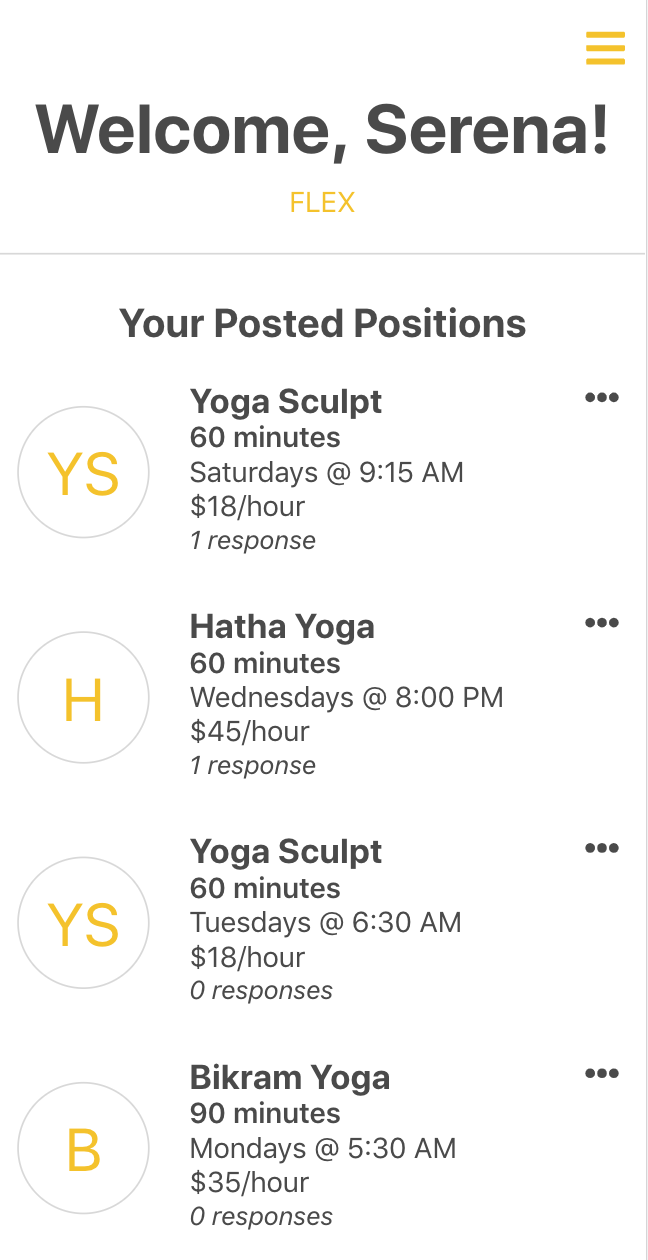 Welcome, Serena!
FLEX
Your Posted Positions
YS
Yoga Sculpt
60 minutes
Saturdays @ 9:15 AM
$18/hour
1 response
H
Hatha Yoga
60 minutes
Wednesdays @ 8:00 PM
$45/hour
1 response
YS
Yoga Sculpt
60 minutes
Tuesdays @ 6:30 AM
$18/hour
0 responses
B
Bikram Yoga
90 minutes
Mondays @ 5:30 AM
$35/hour
0 responses